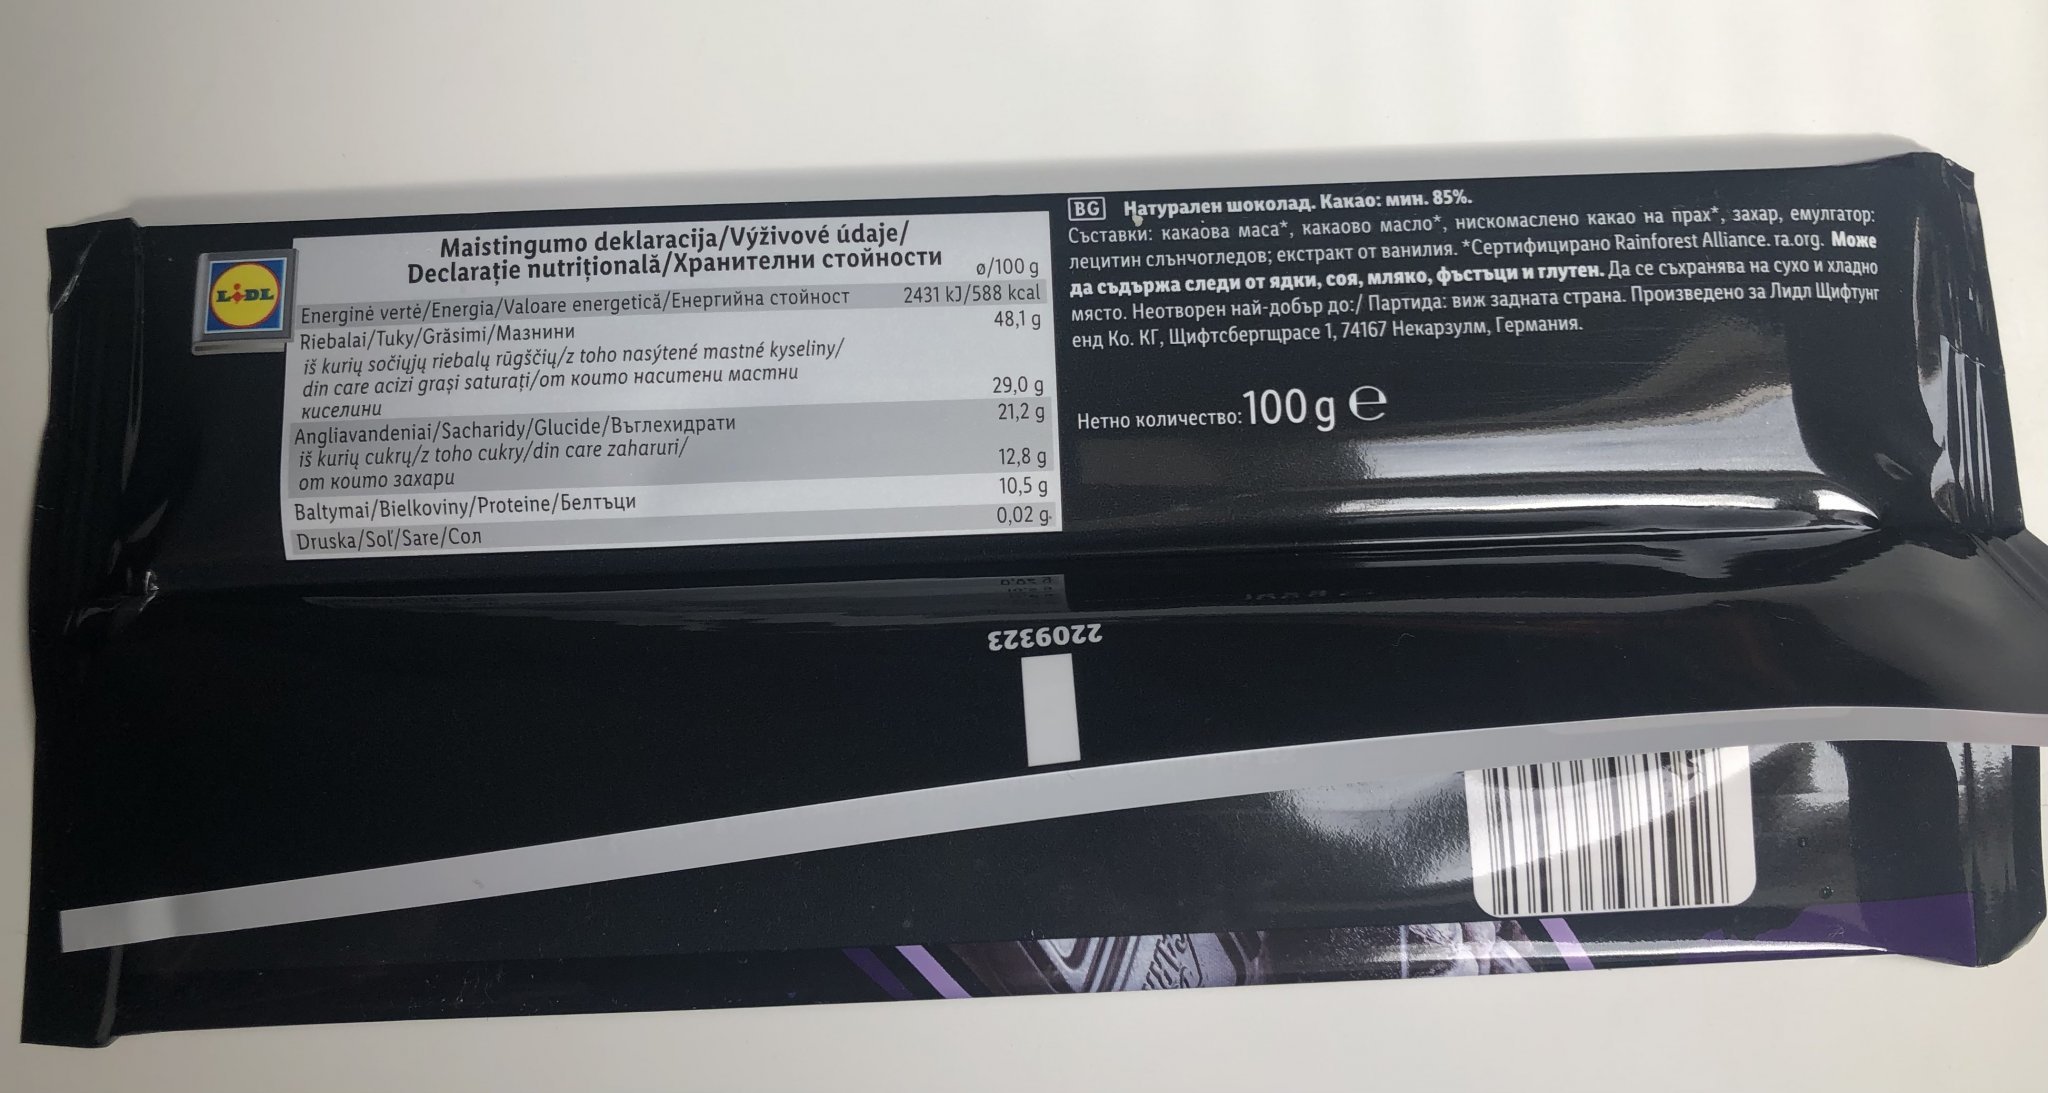 LIDL
Maistingumo deklaracija/Výživové údaje/
Declarație nutrițională/Хранителни стойности
ø/100 g
Energinė vertė/Energia/Valoare energetică/Енергийна стойност 2431 kJ/588 kcal
Riebalai/Tuky/Grăsimi/Мазнини 48,1 g
iš kurių sočiųjų riebalų rūgščių/z toho nasýtené mastné kyseliny/
din care acizi grași saturați/от които наситени мастни
киселини 29,0 g
Angliavandeniai/Sacharidy/Glucide/Въглехидрати 21,2 g
iš kurių cukrų/z toho cukry/din care zaharuri/
от които захари 12,8 g
Baltymai/Bielkoviny/Proteine/Белтъци 10,5 g
Druska/Soľ/Sare/Сол 0,02 g
BG Натурален шоколад. Какао: мин. 85%.
Съставки: какаова маса*, какаово масло*, нискомаслено какао на прах*, захар, емулгатор:
лецитин слънчогледов; екстракт от ванилия. *Сертифицирано Rainforest Alliance. ra.org. Може
да съдържа следи от ядки, соя, мляко, фъстъци и глутен. Да се съхранява на сухо и хладно
място. Неотворен най-добър до:/ Партида: виж задната страна. Произведено за Лидл Щифтунг
енд Ко. КГ, Щифтсбергщрасе 1, 74167 Некарзулм, Германия.
Нетно количество: 100 g e
2209323